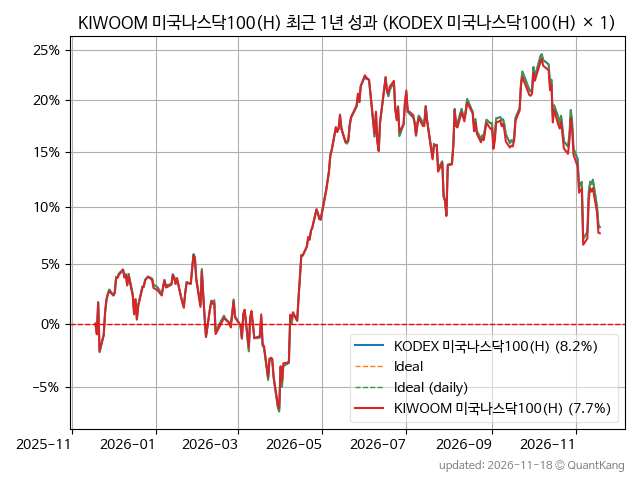 KIWOOM 미국나스닥100(H) 최근 1년 성과 (KODEX 미국나스닥100(H) × 1)
25%
20%
15%
10%
5%
0%
−5%
KODEX 미국나스닥100(H) (8.2%)
Ideal
Ideal (daily)
KIWOOM 미국나스닥100(H) (7.7%)
2025-11 2026-01 2026-03 2026-05 2026-07 2026-09 2026-11
updated: 2026-11-18 © QuantKang